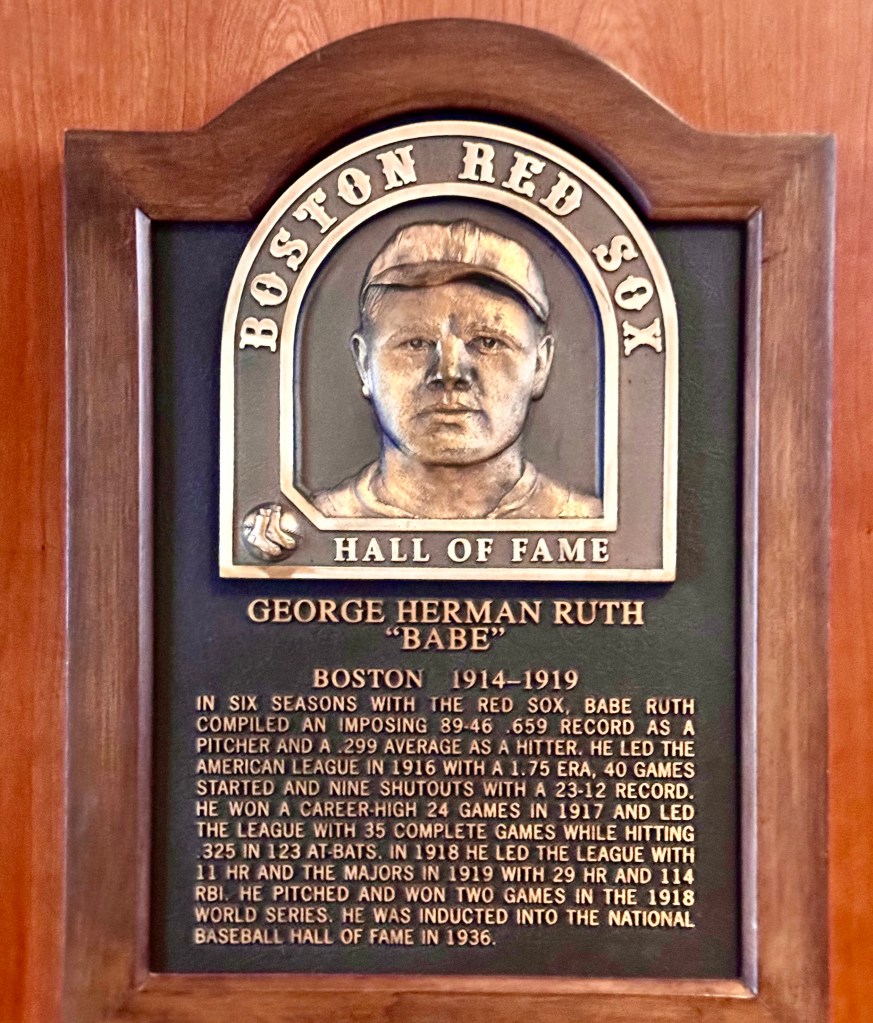 BOSTON RED SOX
HALL OF FAME
GEORGE HERMAN RUTH
“BABE”
BOSTON 1914–1919
IN SIX SEASONS WITH THE RED SOX, BABE RUTH
COMPILED AN IMPOSING 89-46 .659 RECORD AS A
PITCHER AND A .299 AVERAGE AS A HITTER. HE LED THE
AMERICAN LEAGUE IN 1916 WITH A 1.75 ERA, 40 GAMES
STARTED AND NINE SHUTOUTS WITH A 23-12 RECORD.
HE WON A CAREER-HIGH 24 GAMES IN 1917 AND LED
THE LEAGUE WITH 35 COMPLETE GAMES WHILE HITTING
.325 IN 123 AT-BATS. IN 1918 HE LED THE LEAGUE WITH
11 HR AND THE MAJORS IN 1919 WITH 29 HR AND 114
RBI. HE PITCHED AND WON TWO GAMES IN THE 1918
WORLD SERIES. HE WAS INDUCTED INTO THE NATIONAL
BASEBALL HALL OF FAME IN 1936.